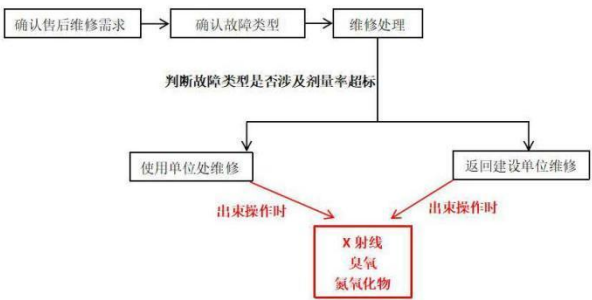 确认售后维修需求
确认故障类型
维修处理
判断故障类型是否涉及剂量率超标
使用单位处维修
返回建设单位维修
出束操作时
出束操作时
X 射线
臭氧
氮氧化物